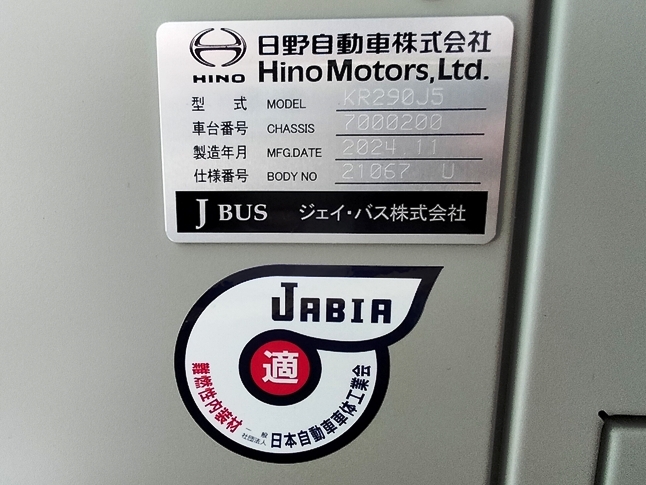 日野自動車株式会社
HINO Hino Motors, Ltd.
型式 MODEL KR290J5
車台番号 CHASSIS 7000200
製造年月 MFG.DATE 2024.11
仕様番号 BODY NO 21067 U
J BUS ジェイ・バス株式会社
JABIA
適
難燃性内装材
一般社団法人 日本自動車車体工業会